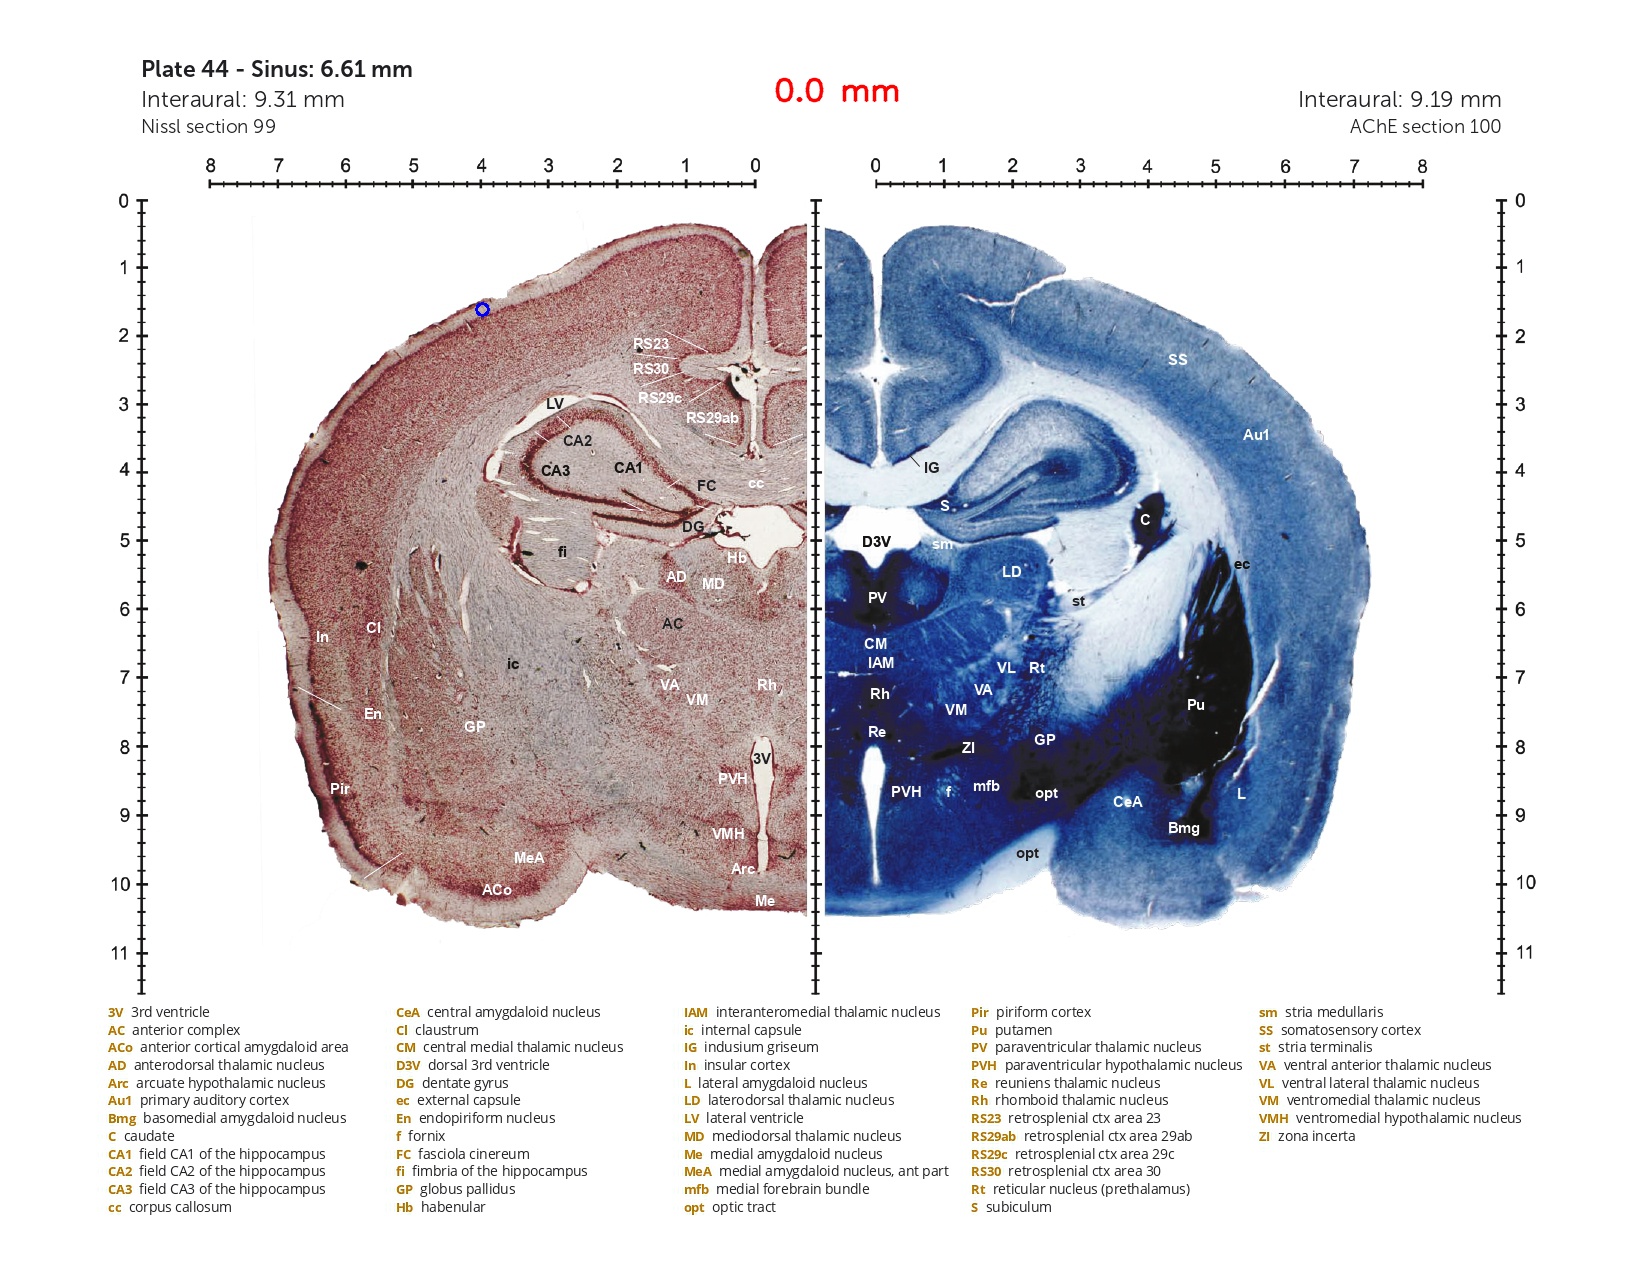 Plate 44 - Sinus: 6.61 mm
Interaural: 9.31 mm
Nissl section 99
0.0 mm
Interaural: 9.19 mm
AChE section 100
8 7 6 5 4 3 2 1 0
0 1 2 3 4 5 6 7 8
0 0
1 1
2 2
RS23
SS
RS30
RS29c
3 LV 3
RS29ab
Au1
CA2
4 CA3 CA1 IG 4
FC cc
S C
DG
5 fi D3V sm 5
Hb ec
AD MD LD
PV st
6 6
AC
Cl
In CM
ic IAM VL Rt
7 7
VA Rh Rh VA
VM
En VM Pu
GP Re GP
8 ZI 8
3V
PVH mfb
Pir PVH f opt L
CeA
9 9
VMH Bmg
MeA opt
Arc
10 ACo 10
Me
11 11
3V 3rd ventricle
AC anterior complex
ACo anterior cortical amygdaloid area
AD anterodorsal thalamic nucleus
Arc arcuate hypothalamic nucleus
Au1 primary auditory cortex
Bmg basomedial amygdaloid nucleus
C caudate
CA1 field CA1 of the hippocampus
CA2 field CA2 of the hippocampus
CA3 field CA3 of the hippocampus
cc corpus callosum
CeA central amygdaloid nucleus
Cl claustrum
CM central medial thalamic nucleus
D3V dorsal 3rd ventricle
DG dentate gyrus
ec external capsule
En endopiriform nucleus
f fornix
FC fasciola cinereum
fi fimbria of the hippocampus
GP globus pallidus
Hb habenular
IAM interanteromedial thalamic nucleus
ic internal capsule
IG indusium griseum
In insular cortex
L lateral amygdaloid nucleus
LD laterodorsal thalamic nucleus
LV lateral ventricle
MD mediodorsal thalamic nucleus
Me medial amygdaloid nucleus
MeA medial amygdaloid nucleus, ant part
mfb medial forebrain bundle
opt optic tract
Pir piriform cortex
Pu putamen
PV paraventricular thalamic nucleus
PVH paraventricular hypothalamic nucleus
Re reuniens thalamic nucleus
Rh rhomboid thalamic nucleus
RS23 retrosplenial ctx area 23
RS29ab retrosplenial ctx area 29ab
RS29c retrosplenial ctx area 29c
RS30 retrosplenial ctx area 30
Rt reticular nucleus (prethalamus)
S subiculum
sm stria medullaris
SS somatosensory cortex
st stria terminalis
VA ventral anterior thalamic nucleus
VL ventral lateral thalamic nucleus
VM ventromedial thalamic nucleus
VMH ventromedial hypothalamic nucleus
ZI zona incerta